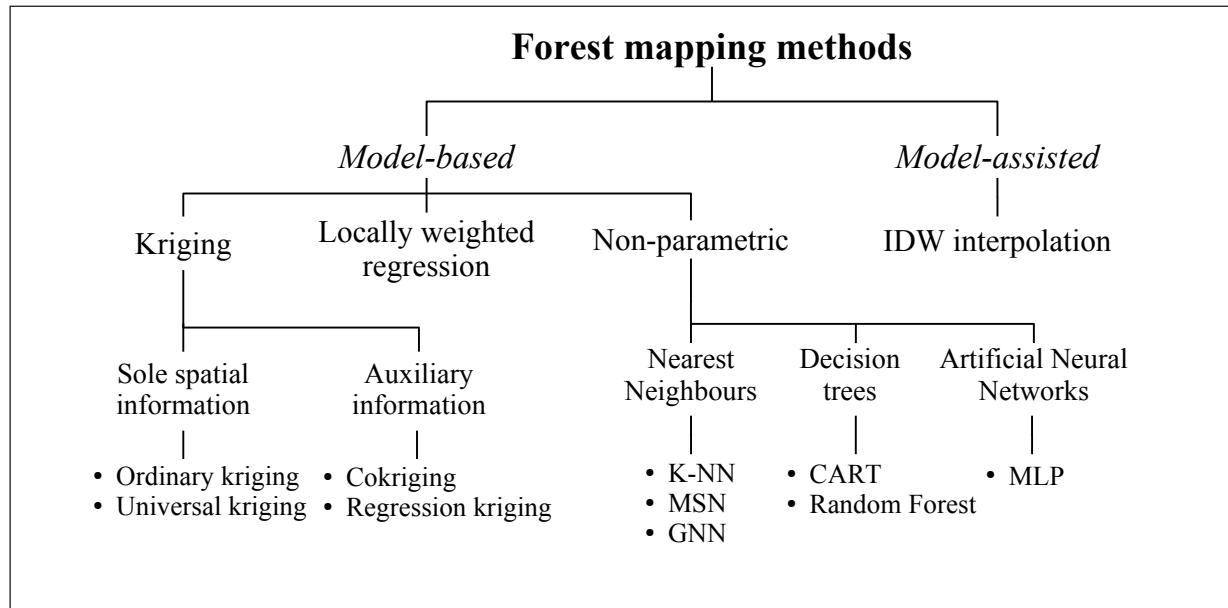 Forest mapping methods
Model-based
Model-assisted
Kriging
Locally weighted
regression
Non-parametric
IDW interpolation
Sole spatial
information
Auxiliary
information
Nearest
Neighbours
Decision
trees
Artificial Neural
Networks
• Ordinary kriging
• Universal kriging
• Cokriging
• Regression kriging
• K-NN
• MSN
• GNN
• CART
• Random Forest
• MLP